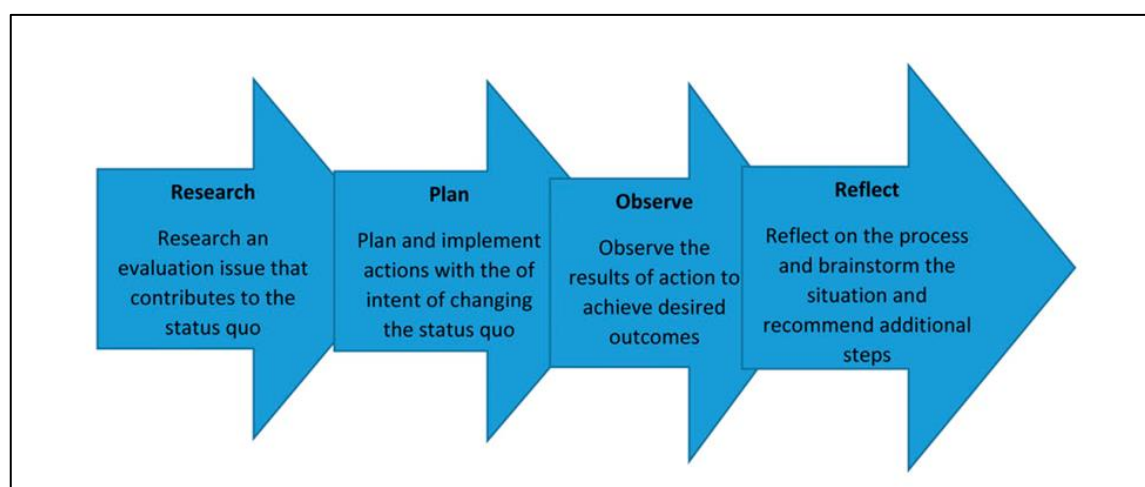 Research
Research an
evaluation issue that
contributes to the
status quo
Plan
Plan and implement
actions with the of
intent of changing
the status quo
Observe
Observe the
results of action to
achieve desired
outcomes
Reflect
Reflect on the process
and brainstorm the
situation and
recommend additional
steps